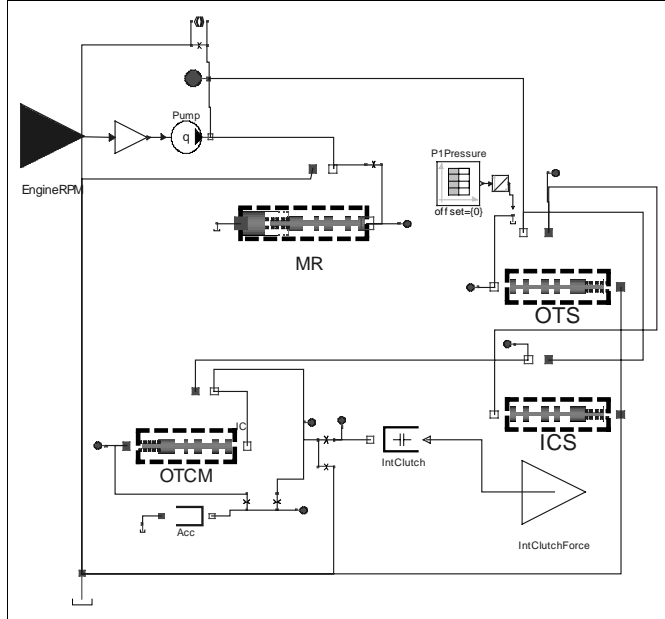 Pump
q
P1Pressure
EngineRPM
offset={0}
MR
OTS
IC
ICS
OTCM
IntClutch
Acc
IntClutchForce